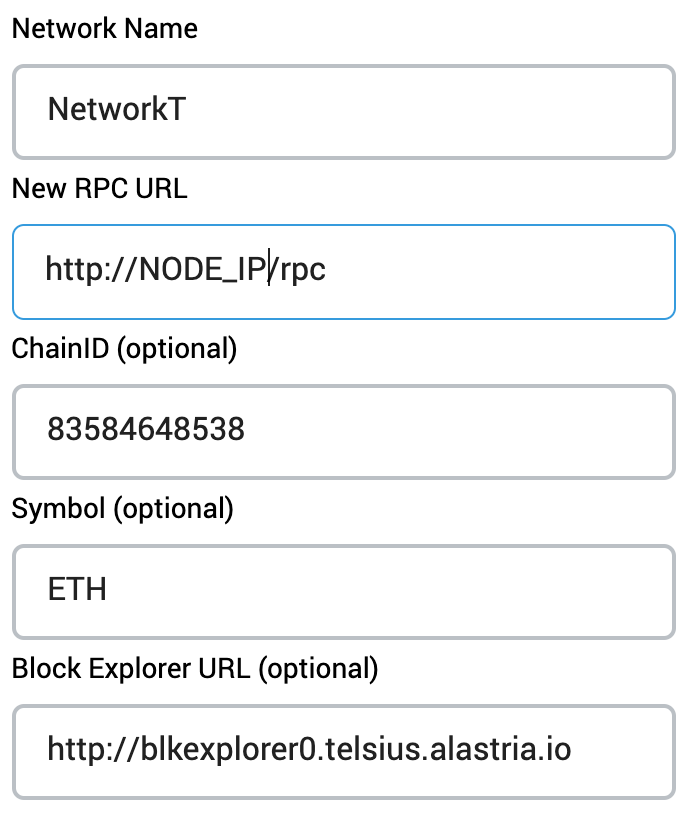 Network Name
NetworkT
New RPC URL
http://NODE_IP/rpc
ChainID (optional)
83584648538
Symbol (optional)
ETH
Block Explorer URL (optional)
http://blkexplorer0.telsius.alastria.io